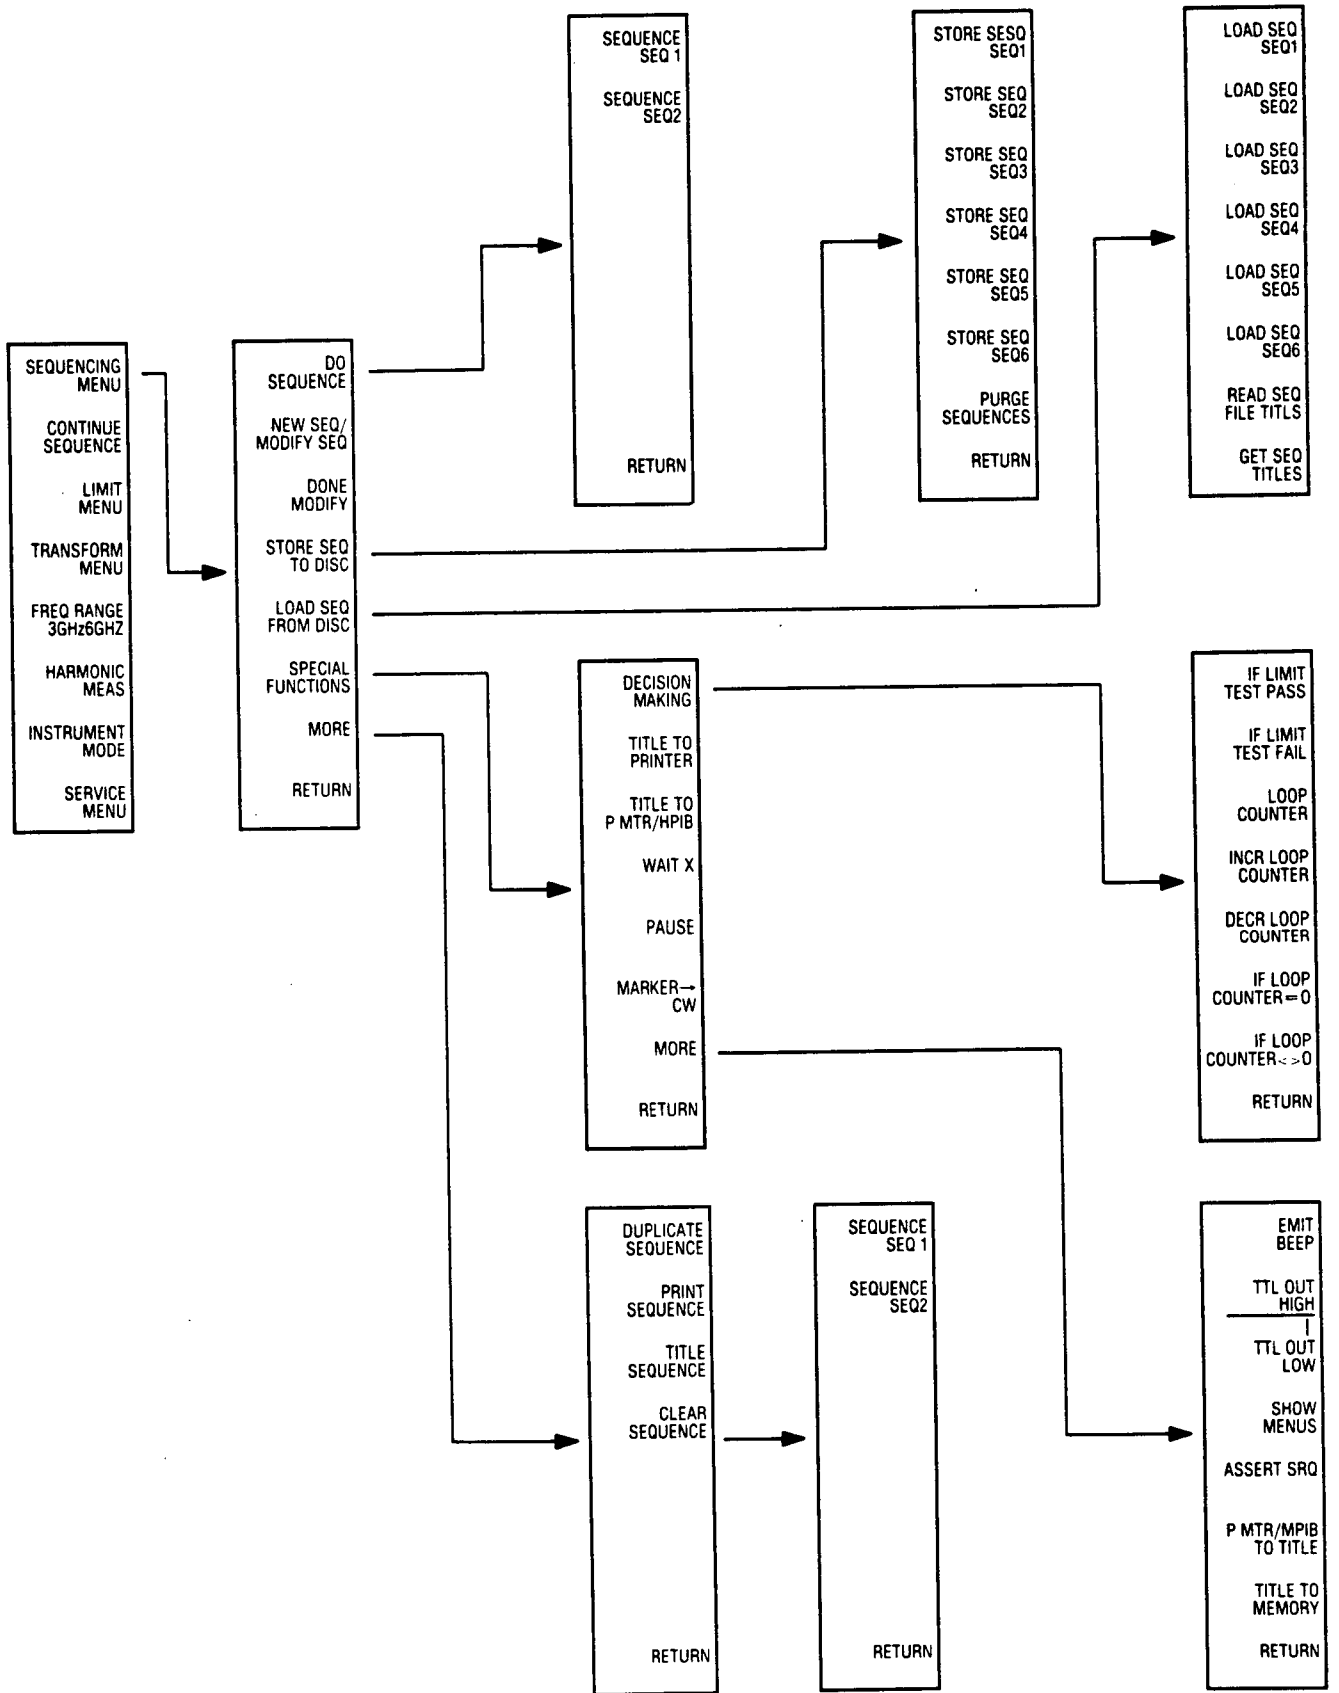 SEQUENCING
MENU
CONTINUE
SEQUENCE
LIMIT
MENU
TRANSFORM
MENU
FREQ RANGE
3GHz6GHZ
HARMONIC
MEAS
INSTRUMENT
MODE
SERVICE
MENU
DO
SEQUENCE
NEW SEQ/
MODIFY SEQ
DONE
MODIFY
STORE SEQ
TO DISC
LOAD SEQ
FROM DISC
SPECIAL
FUNCTIONS
MORE
RETURN
SEQUENCE
SEQ 1
SEQUENCE
SEQ2
RETURN
STORE SESQ
SEQ1
STORE SEQ
SEQ2
STORE SEQ
SEQ3
STORE SEQ
SEQ4
STORE SEQ
SEQ5
STORE SEQ
SEQ6
PURGE
SEQUENCES
RETURN
LOAD SEQ
SEQ1
LOAD SEQ
SEQ2
LOAD SEQ
SEQ3
LOAD SEQ
SEQ4
LOAD SEQ
SEQ5
LOAD SEQ
SEQ6
READ SEQ
FILE TITLS
GET SEQ
TITLES
DECISION
MAKING
TITLE TO
PRINTER
TITLE TO
P MTR/HPIB
WAIT X
PAUSE
MARKER→
CW
MORE
RETURN
IF LIMIT
TEST PASS
IF LIMIT
TEST FAIL
LOOP
COUNTER
INCR LOOP
COUNTER
DECR LOOP
COUNTER
IF LOOP
COUNTER=0
IF LOOP
COUNTER<>0
RETURN
DUPLICATE
SEQUENCE
PRINT
SEQUENCE
TITLE
SEQUENCE
CLEAR
SEQUENCE
RETURN
SEQUENCE
SEQ 1
SEQUENCE
SEQ2
RETURN
EMIT
BEEP
TTL OUT
HIGH
TTL OUT
LOW
SHOW
MENUS
ASSERT SRQ
P MTR/MPIB
TO TITLE
TITLE TO
MEMORY
RETURN